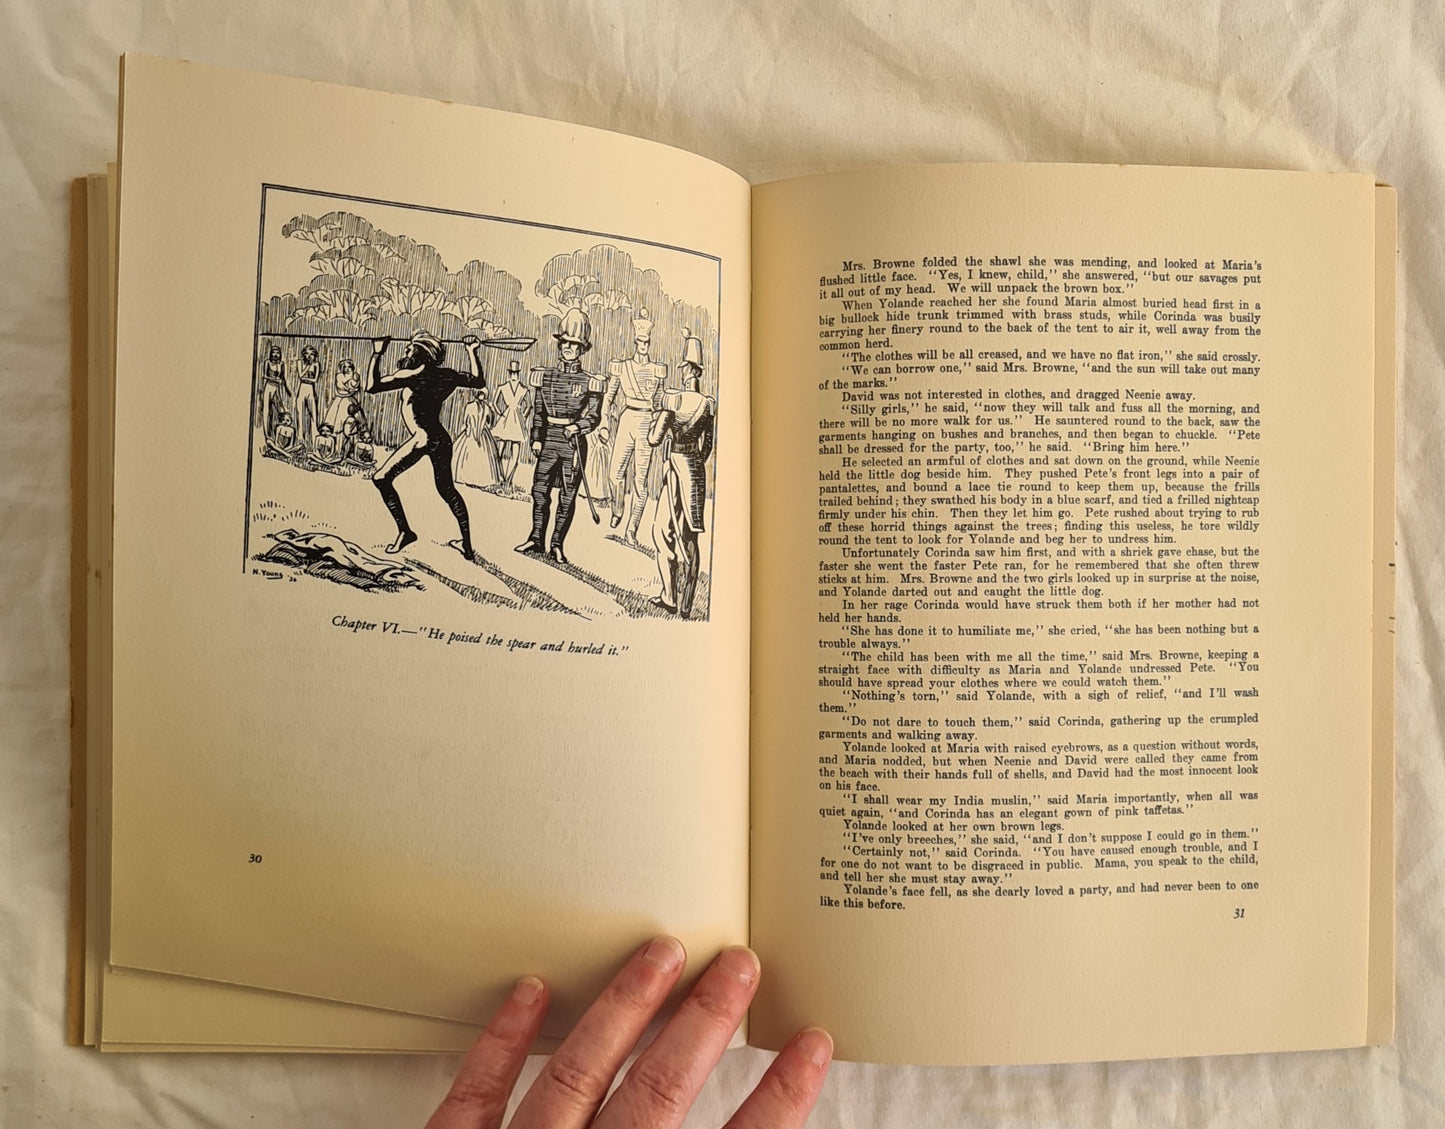 N. Young '36
Chapter VI.—"He poised the spear and hurled it."
30
Mrs. Browne folded the shawl she was mending, and looked at Maria's
flushed little face. "Yes, I knew, child," she answered, "but our savages put
it all out of my head. We will unpack the brown box."
When Yolande reached her she found Maria almost buried head first in a
big bullock hide trunk trimmed with brass studs, while Corinda was busily
carrying her finery round to the back of the tent to air it, well away from the
common herd.
"The clothes will be all creased, and we have no flat iron," she said crossly.
"We can borrow one," said Mrs. Browne, "and the sun will take out many
of the marks."
David was not interested in clothes, and dragged Neenie away.
"Silly girls," he said, "now they will talk and fuss all the morning, and
there will be no more walk for us." He sauntered round to the back, saw the
garments hanging on bushes and branches, and then began to chuckle. "Pete
shall be dressed for the party, too," he said. "Bring him here."
He selected an armful of clothes and sat down on the ground, while Neenie
held the little dog beside him. They pushed Pete's front legs into a pair of
pantalettes, and bound a lace tie round to keep them up, because the frills
trailed behind; they swathed his body in a blue scarf, and tied a frilled nightcap
firmly under his chin. Then they let him go. Pete rushed about trying to rub
off these horrid things against the trees; finding this useless, he tore wildly
round the tent to look for Yolande and beg her to undress him.
Unfortunately Corinda saw him first, and with a shriek gave chase, but the
faster she went the faster Pete ran, for he remembered that she often threw
sticks at him. Mrs. Browne and the two girls looked up in surprise at the noise,
and Yolande darted out and caught the little dog.
In her rage Corinda would have struck them both if her mother had not
held her hands.
"She has done it to humiliate me," she cried, "she has been nothing but a
trouble always."
"The child has been with me all the time," said Mrs. Browne, keeping a
straight face with difficulty as Maria and Yolande undressed Pete. "You
should have spread your clothes where we could watch them."
"Nothing's torn," said Yolande, with a sigh of relief, "and I'll wash
them."
"Do not dare to touch them," said Corinda, gathering up the crumpled
garments and walking away.
Yolande looked at Maria with raised eyebrows, as a question without words,
and Maria nodded, but when Neenie and David were called they came from
the beach with their hands full of shells, and David had the most innocent look
on his face.
"I shall wear my India muslin," said Maria importantly, when all was
quiet again, "and Corinda has an elegant gown of pink taffetas."
Yolande looked at her own brown legs.
"I've only breeches," she said, "and I don't suppose I could go in them."
"Certainly not," said Corinda. "You have caused enough trouble, and I
for one do not want to be disgraced in public. Mama, you speak to the child,
and tell her she must stay away."
Yolande's face fell, as she dearly loved a party, and had never been to one
like this before.
31